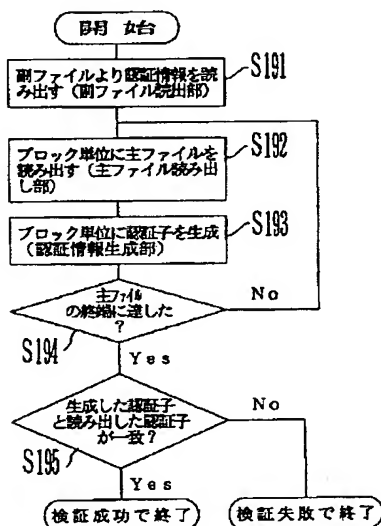 開始
副ファイルより認証情報を読
み出す(副ファイル読出部)
S191
ブロック単位に主ファイルを
読み出す(主ファイル読み出
し部)
S192
ブロック単位に認証子を生成
(認証情報生成部)
S193
主ファイル
の終端に達した
?
No
S194
Yes
生成した認証子
と読み出した認証子
が一致?
No
S195
Yes
検証成功で終了
検証失敗で終了